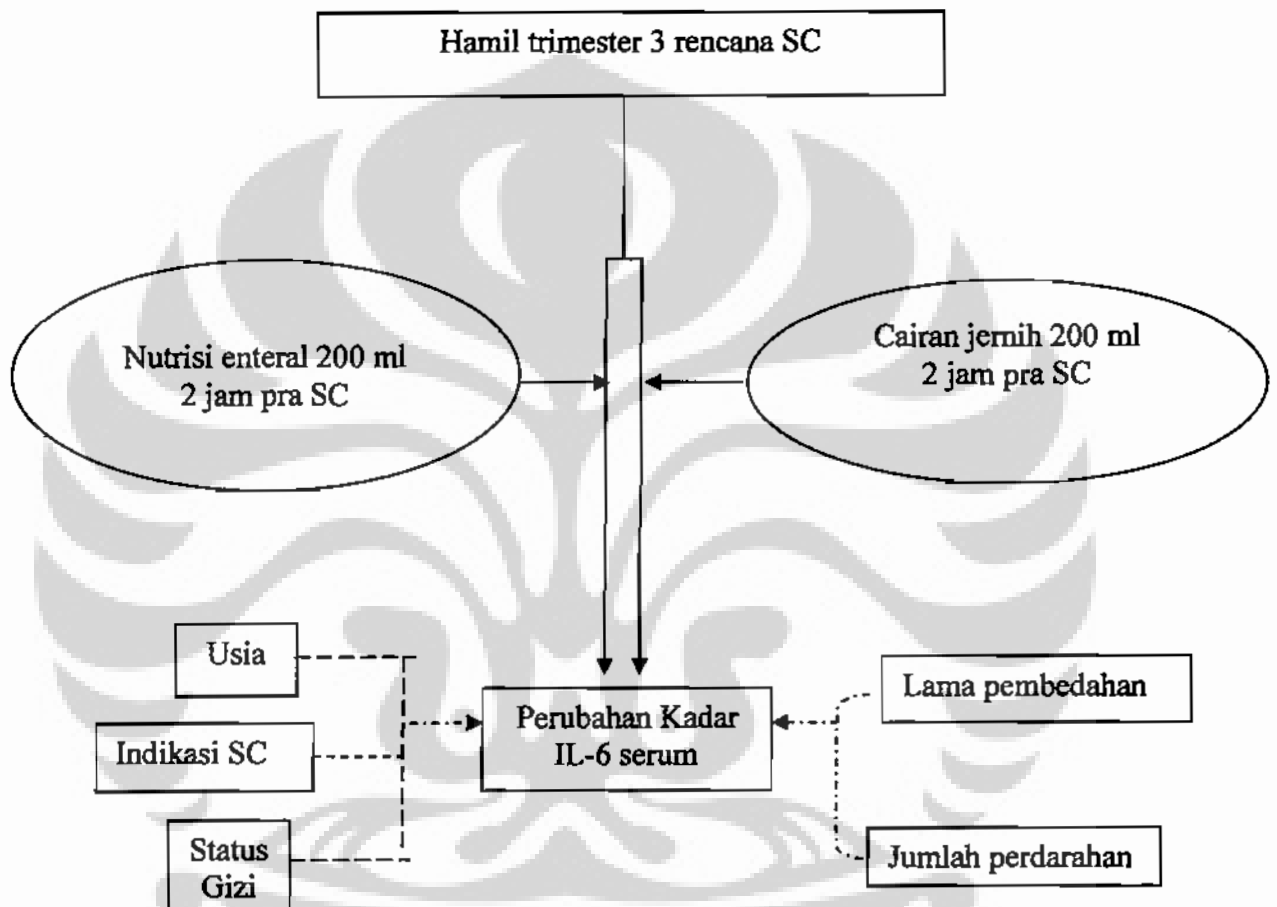 Hamil trimester 3 rencana SC
Nutrisi enteral 200 ml
2 jam pra SC
Cairan jernih 200 ml
2 jam pra SC
Usia
Indikasi SC
Status
Gizi
Perubahan Kadar
IL-6 serum
Lama pembedahan
Jumlah perdarahan